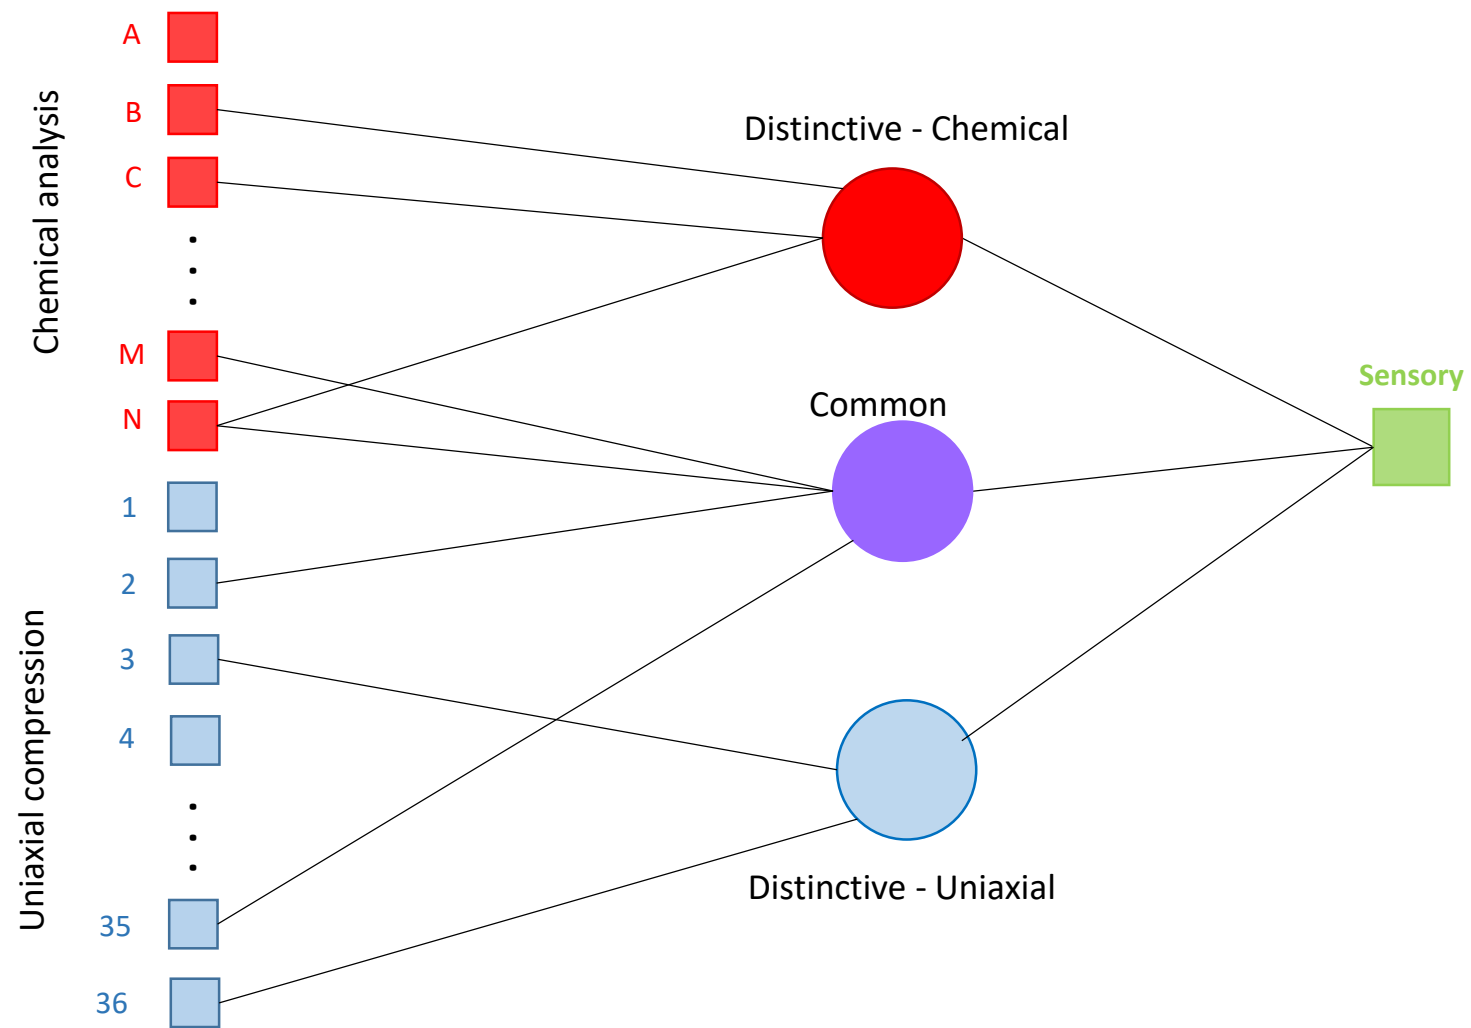 Chemical analysis
A
B
C
M
N
Uniaxial compression
1
2
3
4
35
36
Distinctive - Chemical
Common
Distinctive - Uniaxial
Sensory